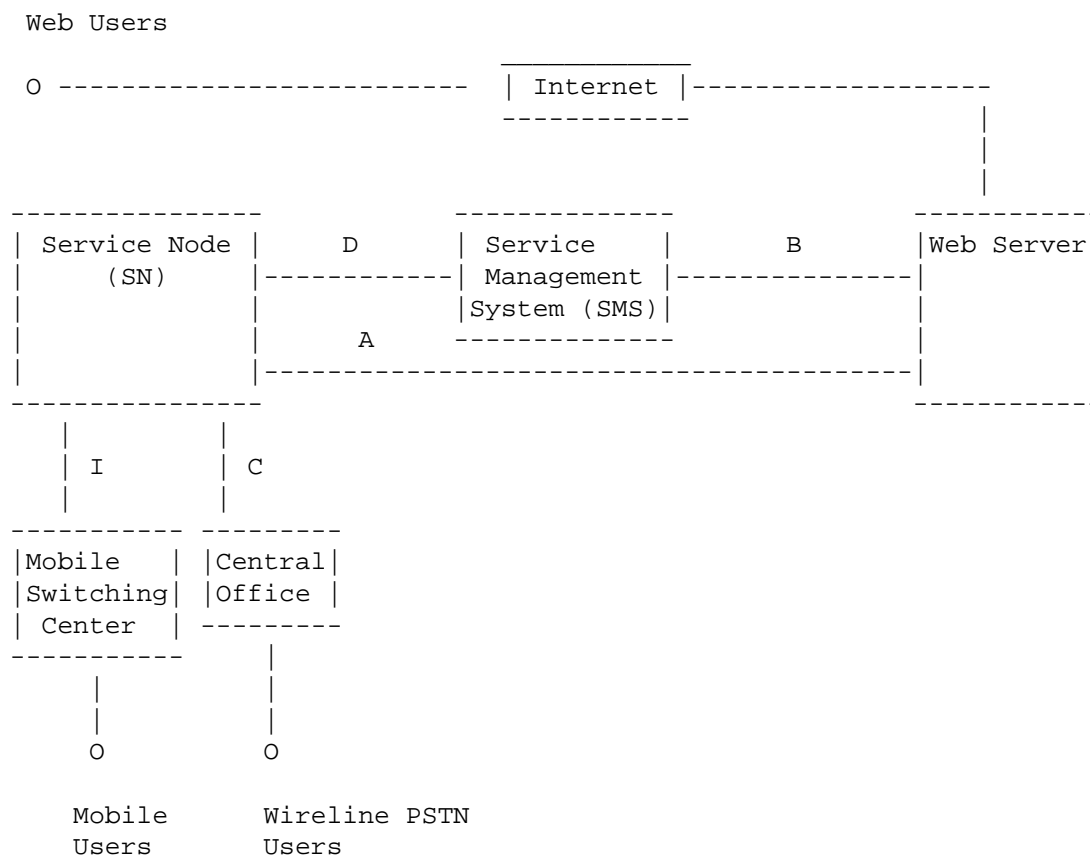 Web Users
O Internet
Service Node D Service B Web Server
(SN) Management
System (SMS)
A
I C
Mobile Central
Switching Office
Center
O O
Mobile Wireline PSTN
Users Users